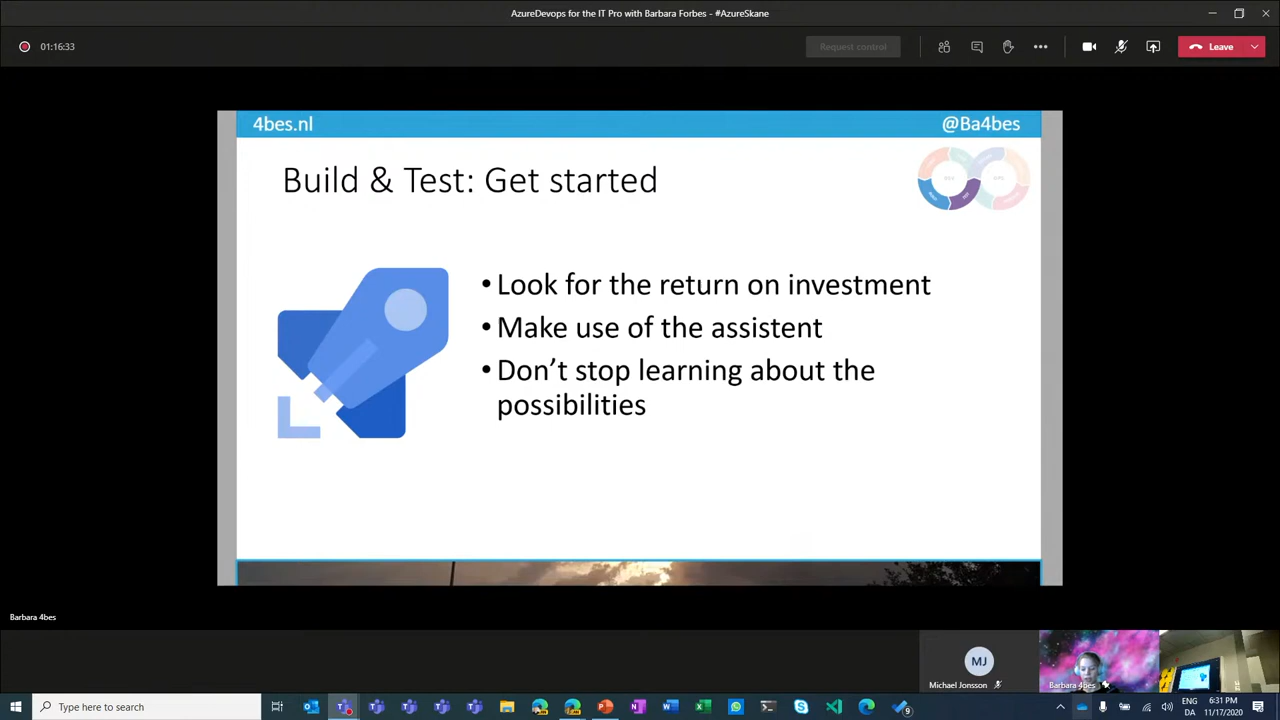 AzureDevops for the IT Pro with Barbara Forbes - #AzureSkane
01:16:33
Request control
Leave
4bes.nl
@Ba4bes
Build & Test: Get started
•Look for the return on investment
•Make use of the assistent
•Don’t stop learning about the
possibilities
Barbara 4bes
MJ
Michael Jonsson
Barbara 4bes
Type here to search
9
ENG
DA
6:31 PM
11/17/2020